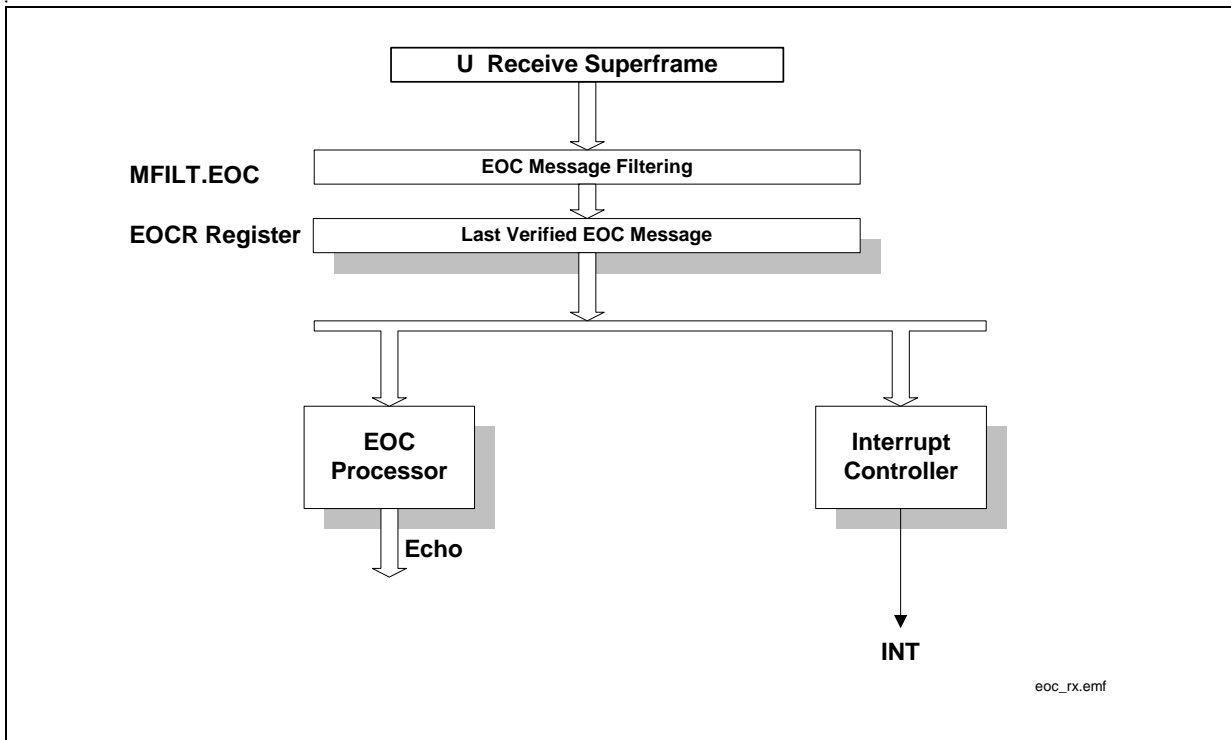 U Receive Superframe
MFILT.EOC
EOC Message Filtering
EOCR Register
Last Verified EOC Message
EOC
Processor
Interrupt
Controller
Echo
INT
eoc_rx.emf